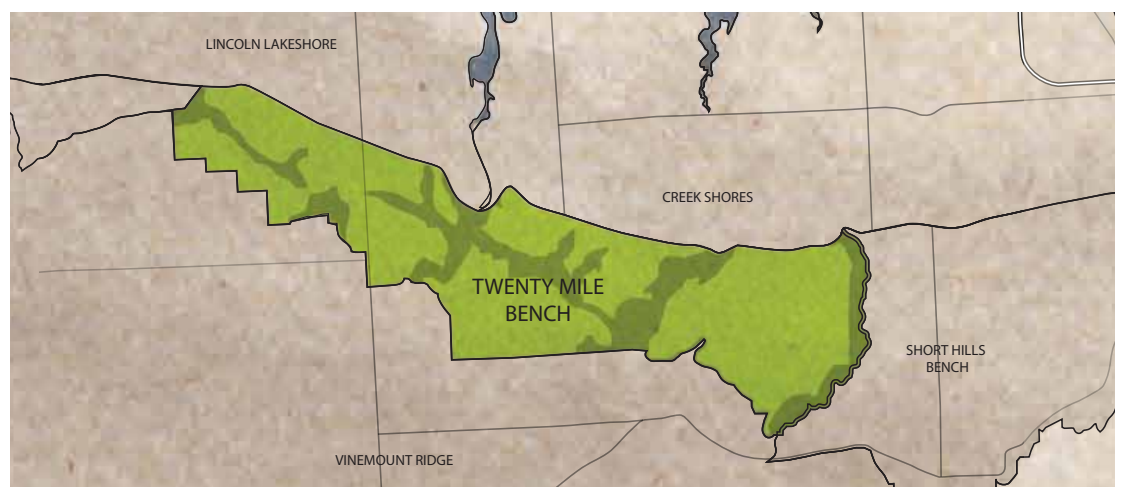 LINCOLN LAKESHORE
CREEK SHORES
TWENTY MILE
BENCH
SHORT HILLS
BENCH
VINEMOUNT RIDGE